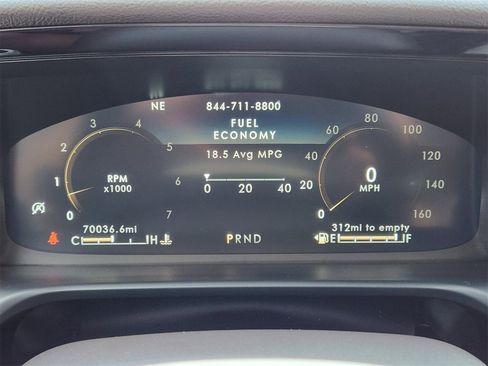 NE 844-711-8800
FUEL
ECONOMY
18.5 Avg MPG
0 20 40
0 1 2 3 4 5 6 7
RPM
x1000
0 20 40 60 80 100 120 140 160
0
MPH
70036.6mi
C H
PRND
312mi to empty
E F